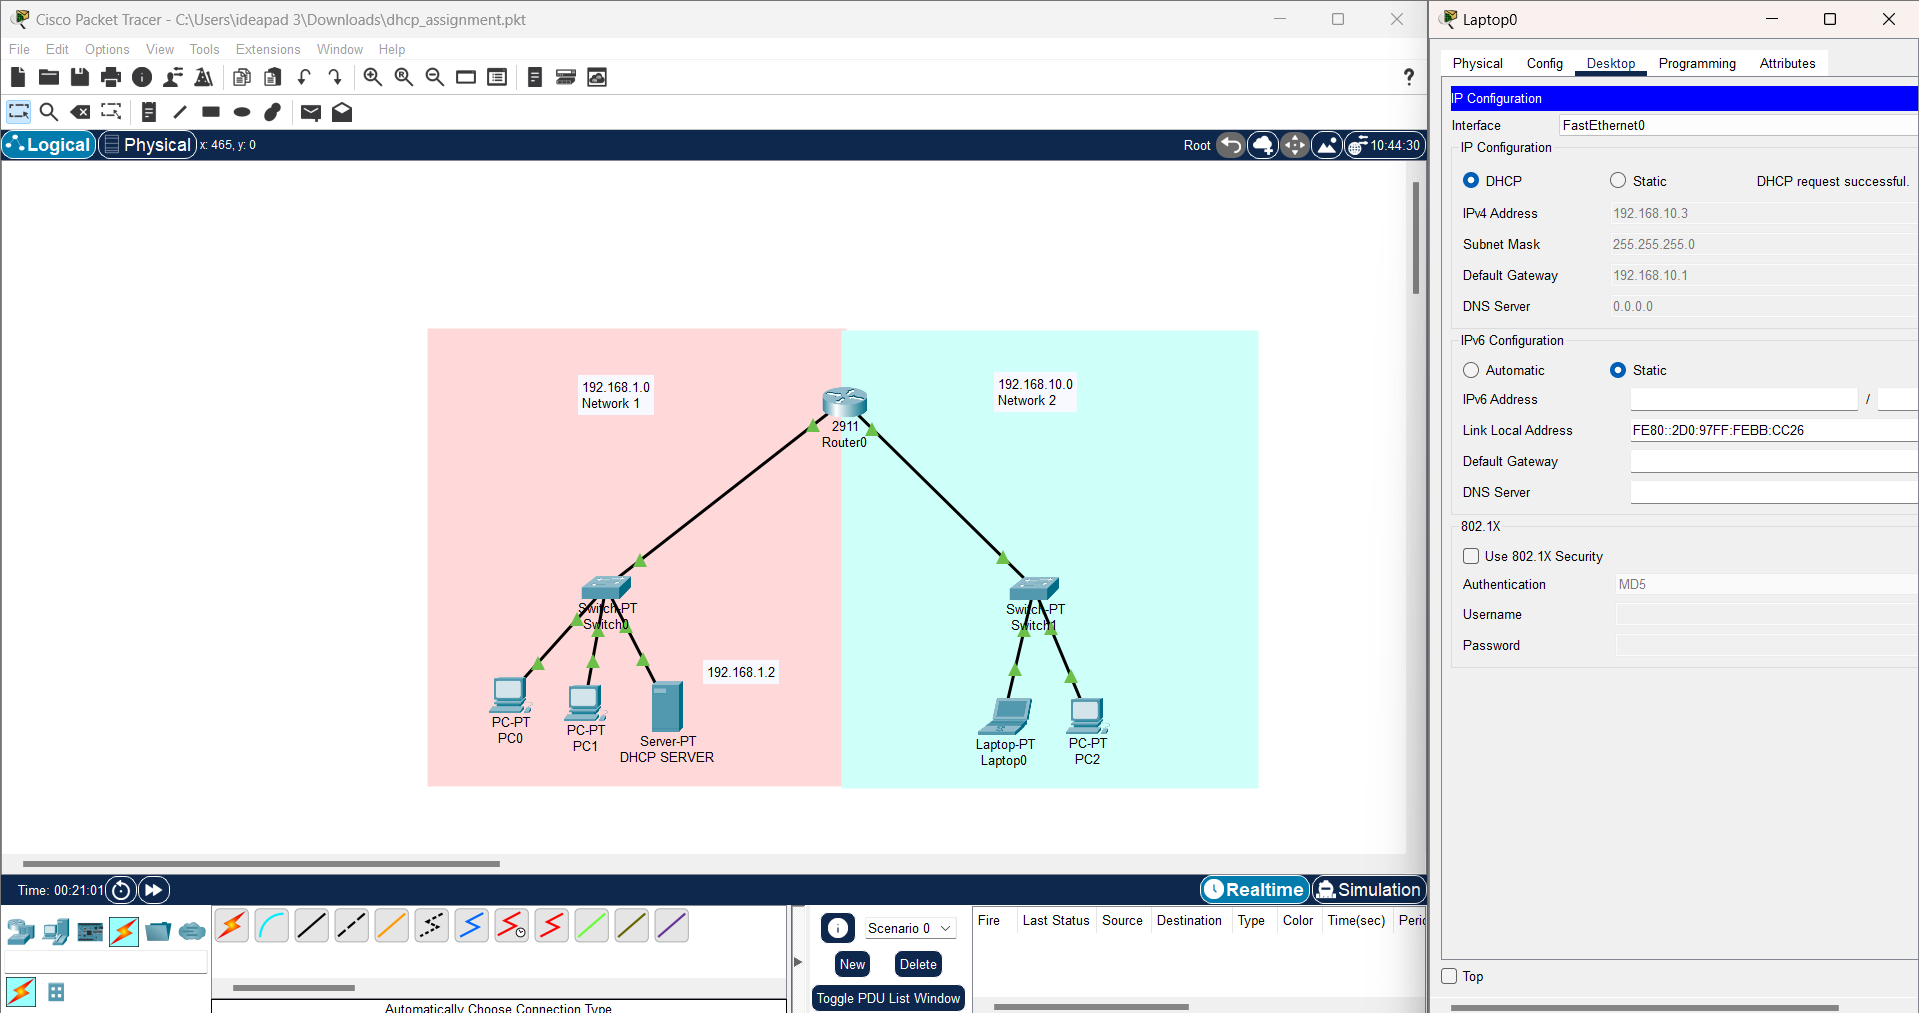 Cisco Packet Tracer - C:\Users\ideapad 3\Downloads\dhcp_assignment.pkt
File Edit Options View Tools Extensions Window Help
?
Logical Physical x: 465, y: 0
Root 10:44:30
192.168.1.0
Network 1
192.168.10.0
Network 2
2911
Router0
Switch-PT
Switch0
Switch-PT
Switch1
192.168.1.2
PC-PT
PC0
PC-PT
PC1
Server-PT
DHCP SERVER
Laptop-PT
Laptop0
PC-PT
PC2
Time: 00:21:01
Realtime Simulation
Scenario 0
New Delete
Toggle PDU List Window
Fire Last Status Source Destination Type Color Time(sec) Peric
Automatically Choose Connection Type
Laptop0
Physical Config Desktop Programming Attributes
IP Configuration
Interface FastEthernet0
IP Configuration
DHCP Static DHCP request successful.
IPv4 Address 192.168.10.3
Subnet Mask 255.255.255.0
Default Gateway 192.168.10.1
DNS Server 0.0.0.0
IPv6 Configuration
Automatic Static
IPv6 Address /
Link Local Address FE80::2D0:97FF:FEBB:CC26
Default Gateway
DNS Server
802.1X
Use 802.1X Security
Authentication MD5
Username
Password
Top